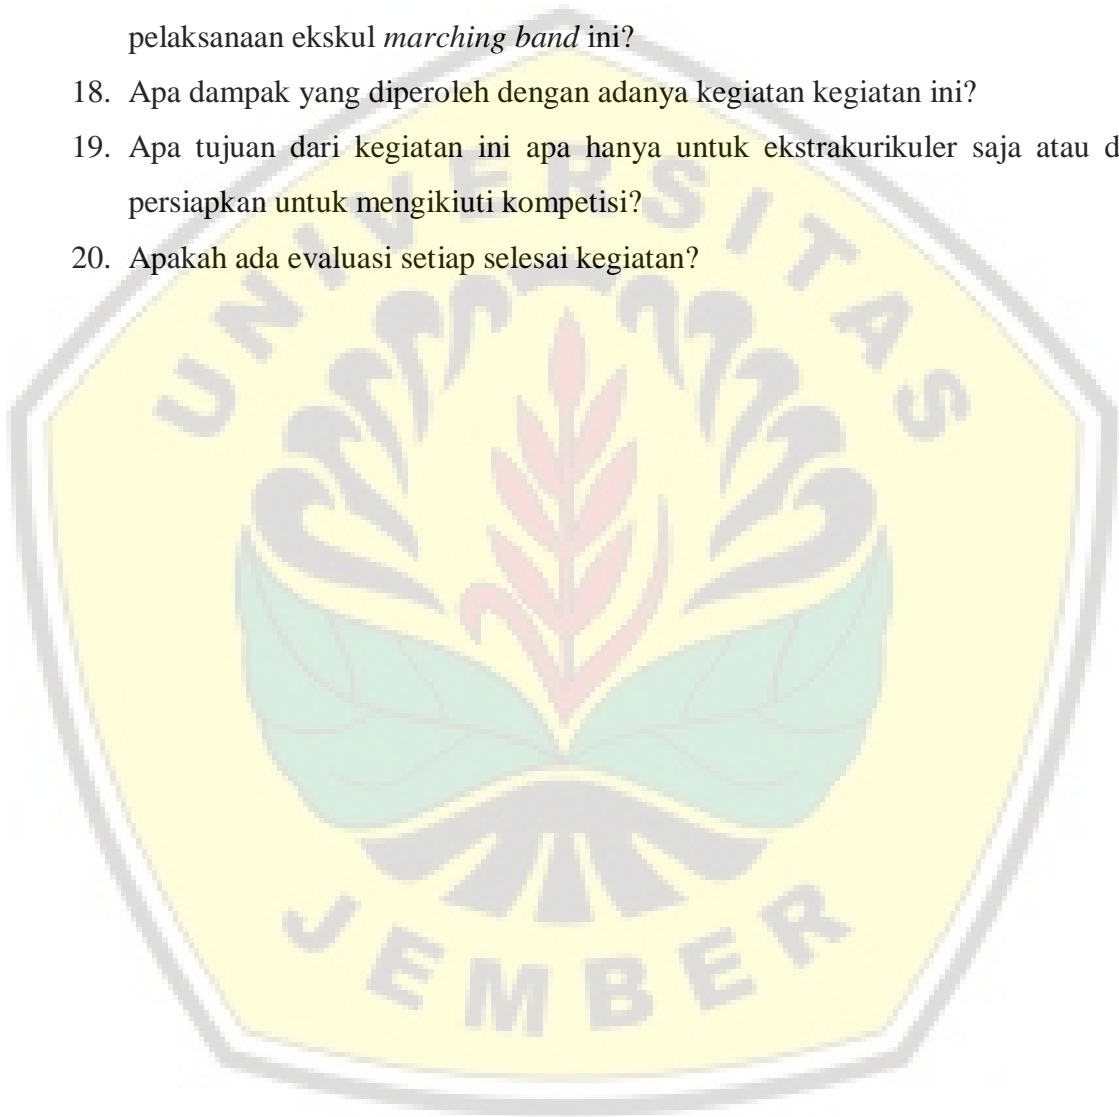 pelaksanaan ekskul marching band ini?
18. Apa dampak yang diperoleh dengan adanya kegiatan kegiatan ini?
19. Apa tujuan dari kegiatan ini apa hanya untuk ekstrakurikuler saja atau d
persiapkan untuk mengikiuti kompetisi?
20. Apakah ada evaluasi setiap selesai kegiatan?
UNIVERSITAS
JEMBER